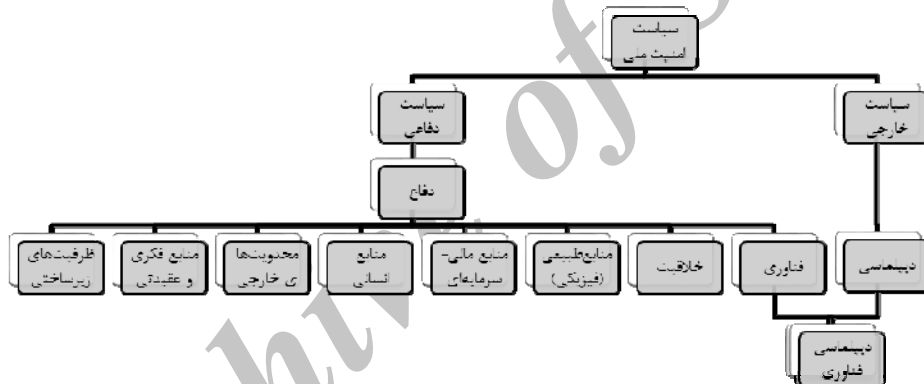 سیاست
امنیت ملی
سیاست
خارجی
سیاست
دفاعی
دفاع
دیپلماسی
فناوری
خلاقیت
منابع طبیعی
(فیزیکی)
منابع مالی-
سرمایه‌ای
منابع
انسانی
محدودیت‌ها
ی خارجی
منابع فکری
و عقیدتی
ظرفیت‌های
زیرساختی
دیپلماسی
فناوری